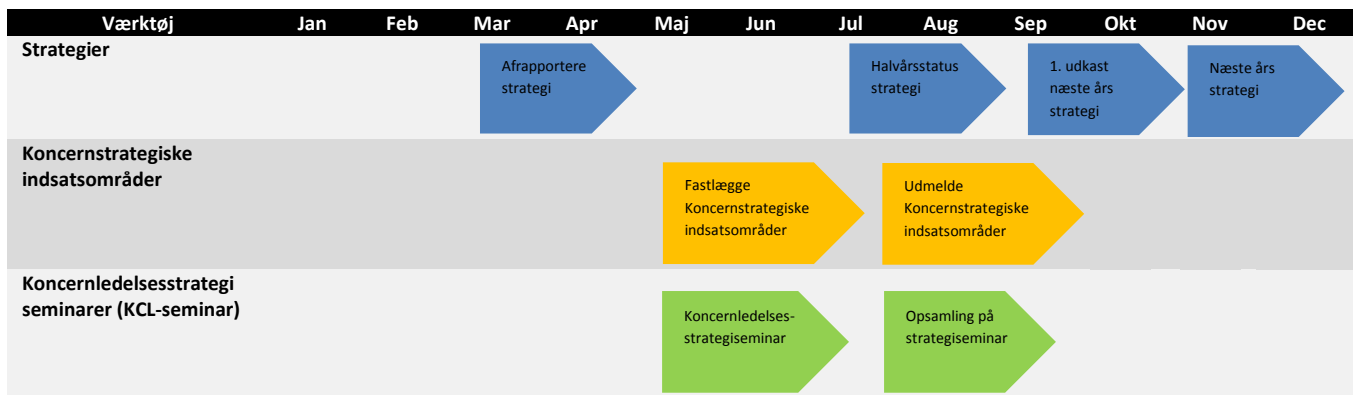 Værktøj Jan Feb Mar Apr Maj Jun Jul Aug Sep Okt Nov Dec
Strategier
Afrapportere
strategi
Halvårsstatus
strategi
1. udkast
næste års
strategi
Næste års
strategi
Koncernstrategiske
indsatsområder
Fastlægge
Koncernstrategiske
indsatsområder
Udmelde
Koncernstrategiske
indsatsområder
Koncernledelsesstrategi
seminarer (KCL-seminar)
Koncernledelses-
strategiseminar
Opsamling på
strategiseminar